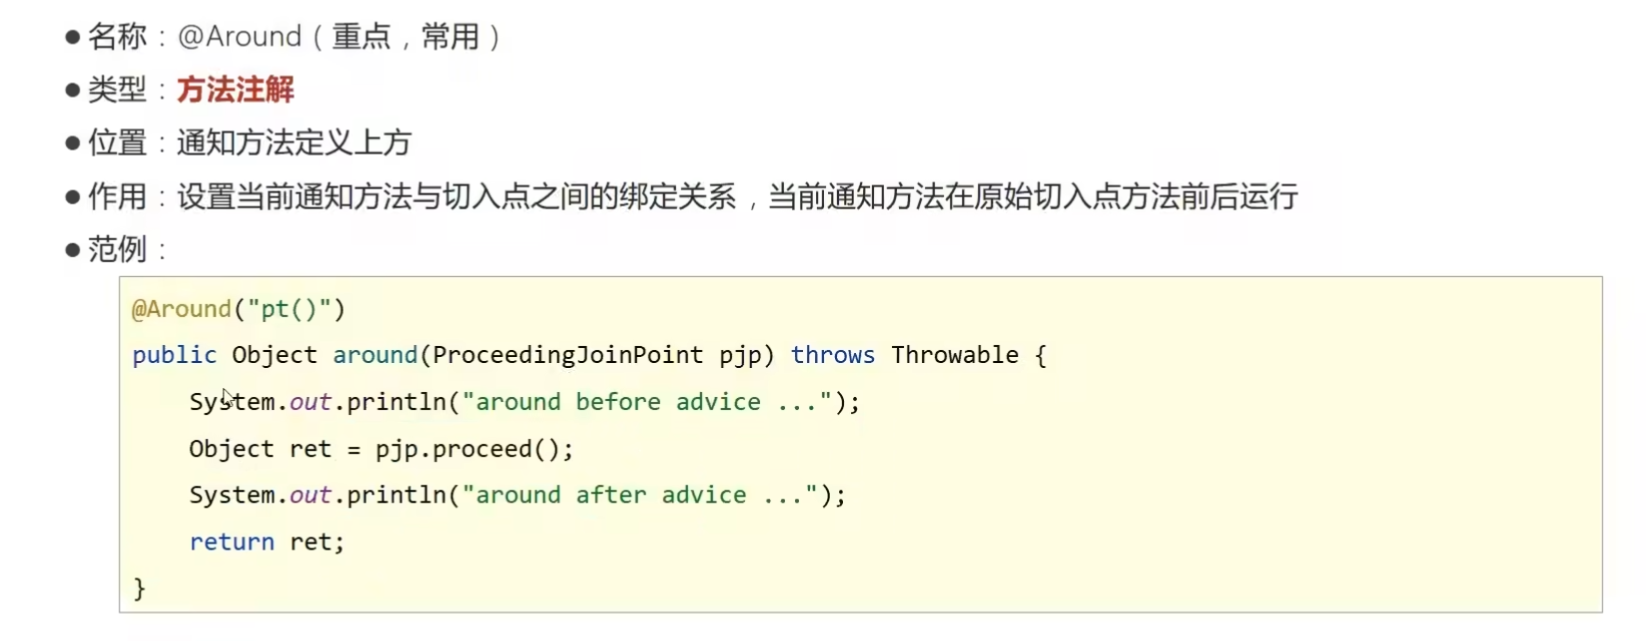 ● 名称：@Around（重点，常用）
● 类型：方法注解
● 位置：通知方法定义上方
● 作用：设置当前通知方法与切入点之间的绑定关系，当前通知方法在原始切入点方法前后运行
● 范例：
@Around("pt()")
public Object around(ProceedingJoinPoint pjp) throws Throwable {
    System.out.println("around before advice ...");
    Object ret = pjp.proceed();
    System.out.println("around after advice ...");
    return ret;
}